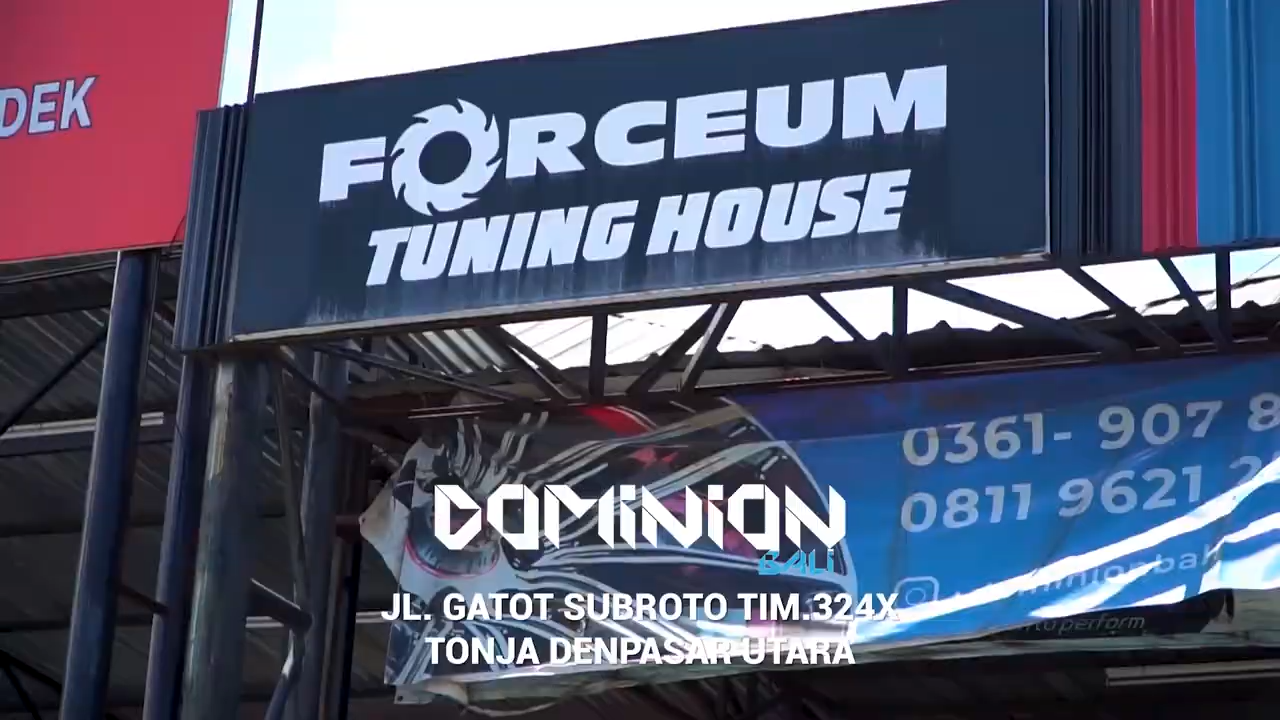 DEK
FORCEUM
TUNING HOUSE
0361- 907 8
0811 9621
DOMINION
BALI
JL. GATOT SUBROTO TIM.324X
TONJA DENPASAR UTARA
perform